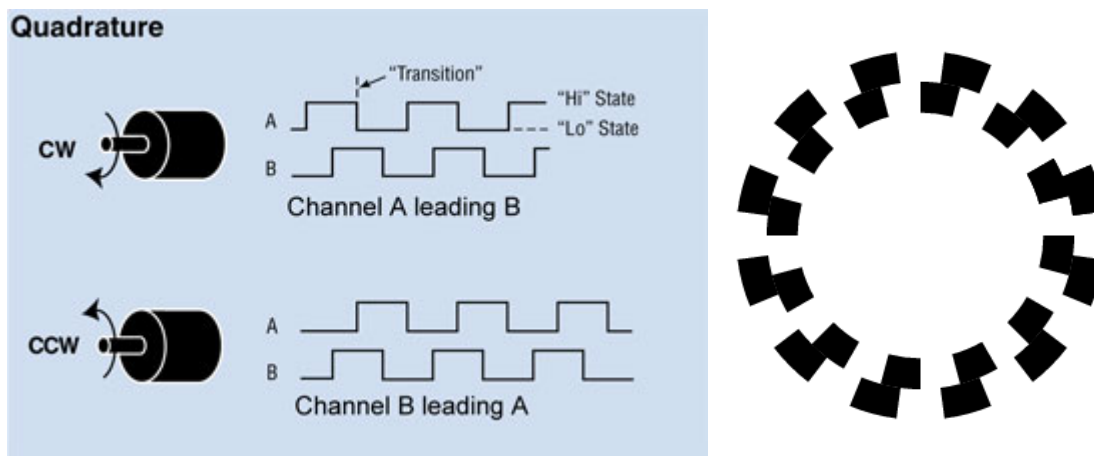 Quadrature
"Transition"
"Hi" State
A
"Lo" State
CW
B
Channel A leading B
A
CCW
B
Channel B leading A